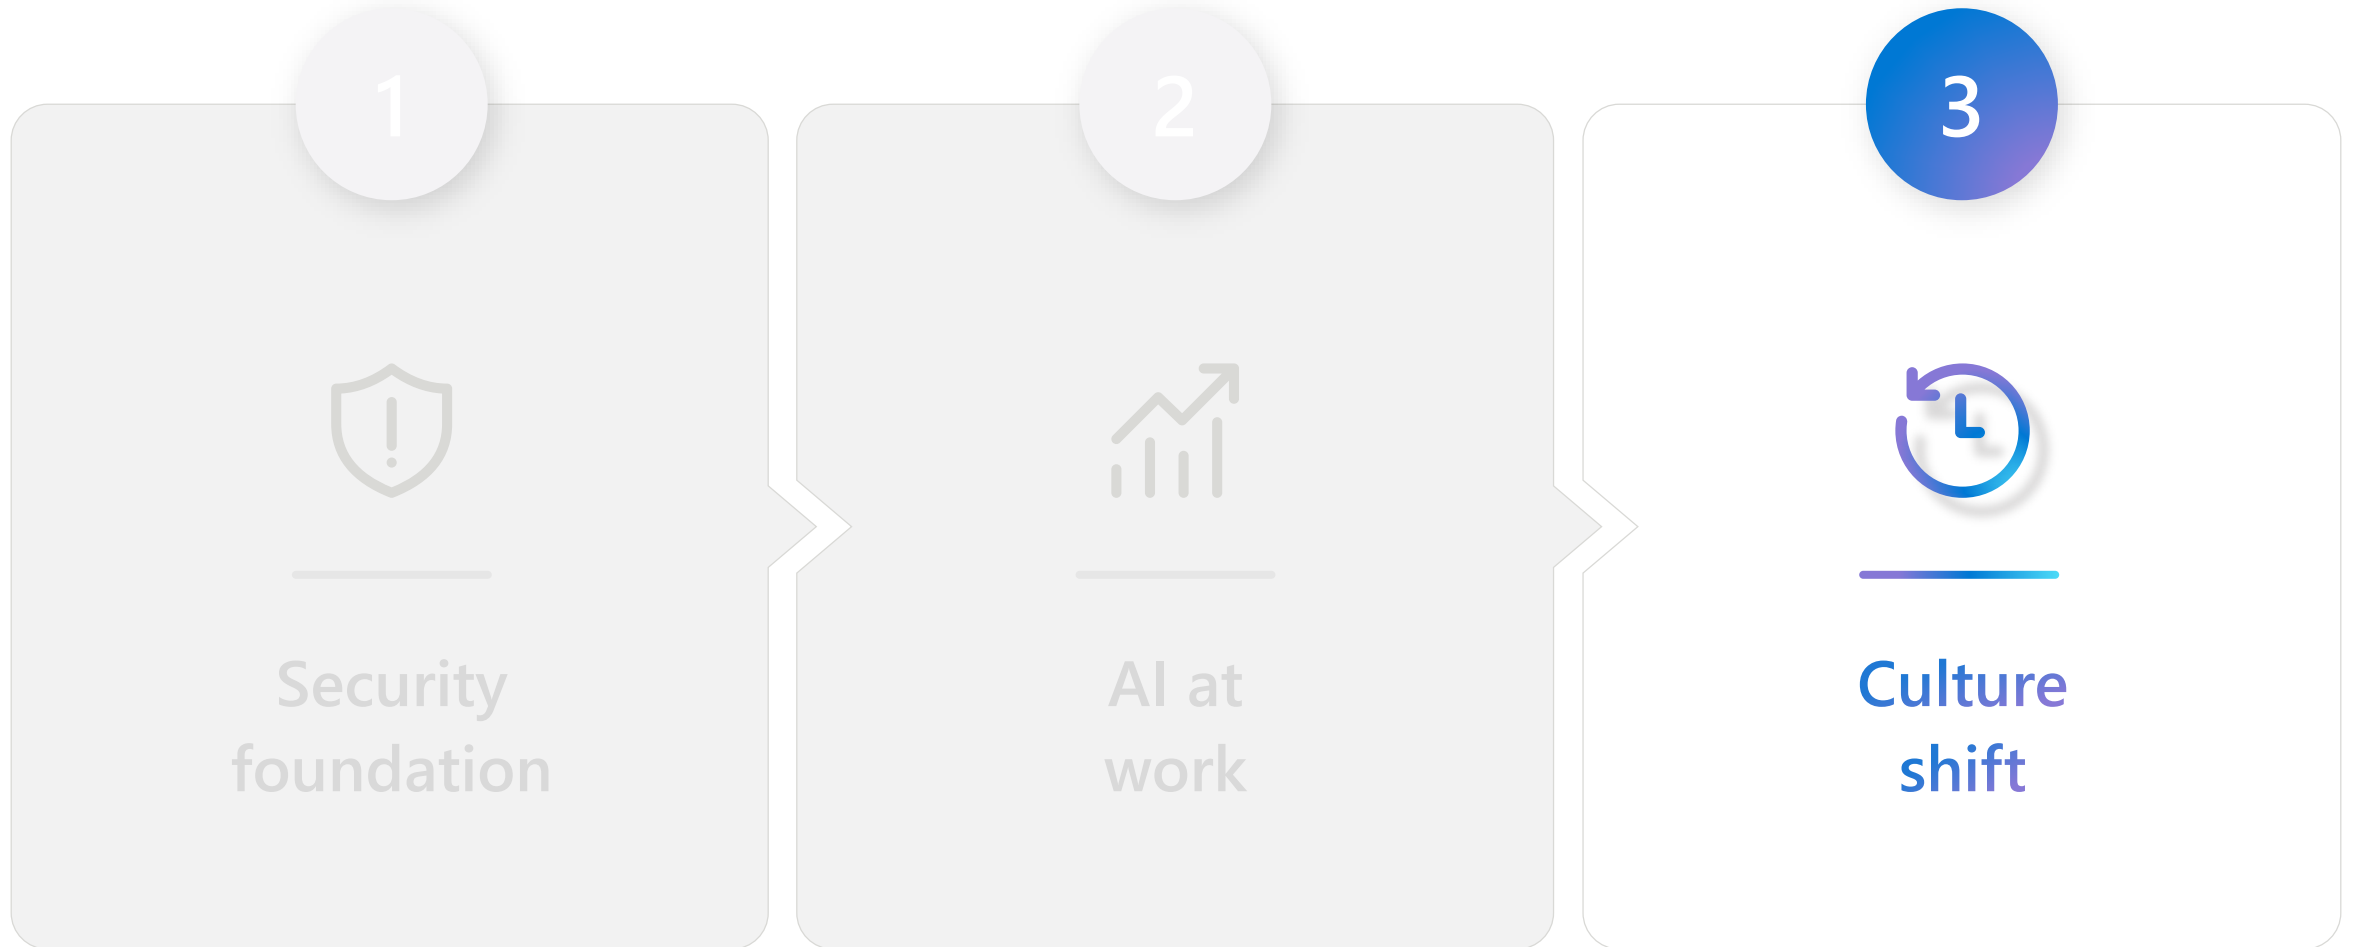 1
Security
foundation
2
AI at
work
3
Culture
shift